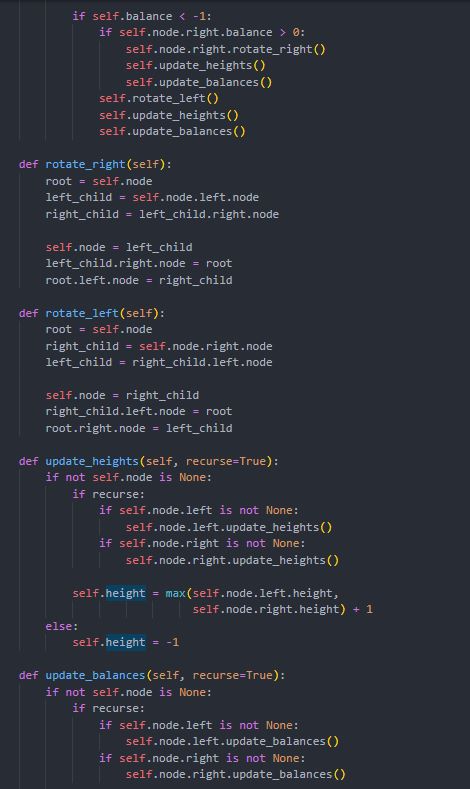 if self.balance < -1:
if self.node.right.balance > 0:
self.node.right.rotate_right()
self.update_heights()
self.update_balances()
self.rotate_left()
self.update_heights()
self.update_balances()
def rotate_right(self):
root = self.node
left_child = self.node.left.node
right_child = left_child.right.node
self.node = left_child
left_child.right.node = root
root.left.node = right_child
def rotate_left(self):
root = self.node
right_child = self.node.right.node
left_child = right_child.left.node
self.node = right_child
right_child.left.node = root
root.right.node = left_child
def update_heights(self, recurse=True):
if not self.node is None:
if recurse:
if self.node.left is not None:
self.node.left.update_heights()
if self.node.right is not None:
self.node.right.update_heights()
self.height = max(self.node.left.height,
self.node.right.height) + 1
else:
self.height = -1
def update_balances(self, recurse=True):
if not self.node is None:
if recurse:
if self.node.left is not None:
self.node.left.update_balances()
if self.node.right is not None:
self.node.right.update_balances()